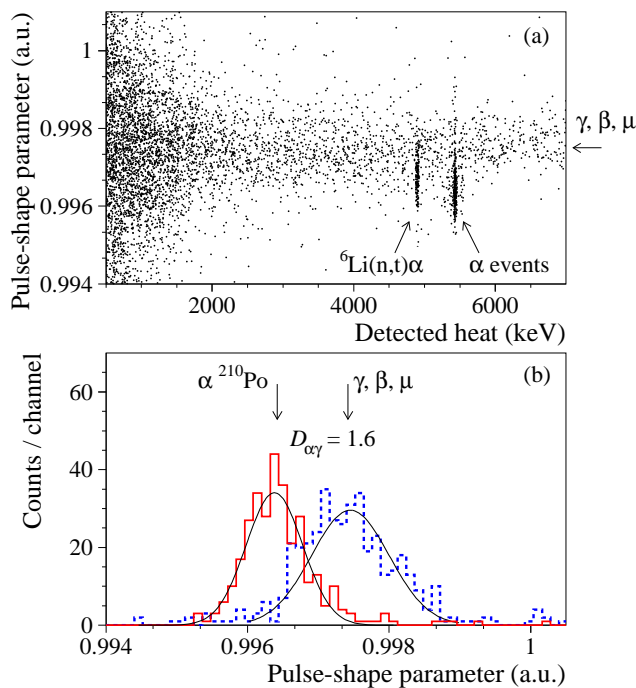 Pulse-shape parameter (a.u.)
1
0.998
0.996
0.994
(a)
γ, β, μ
⁶Li(n,t)α
α events
2000 4000 6000
Detected heat (keV)
Counts / channel
60
40
20
0
(b)
α ²¹⁰Po
γ, β, μ
D_αγ = 1.6
0.994 0.996 0.998 1
Pulse-shape parameter (a.u.)